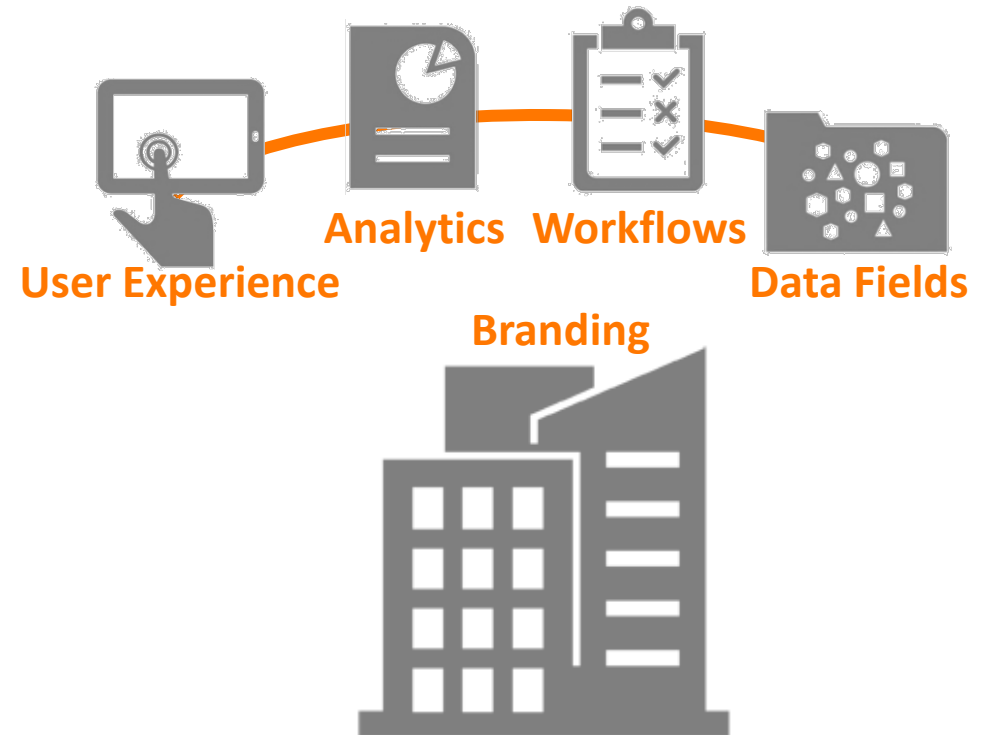 Analytics
Workflows
User Experience
Data Fields
Branding